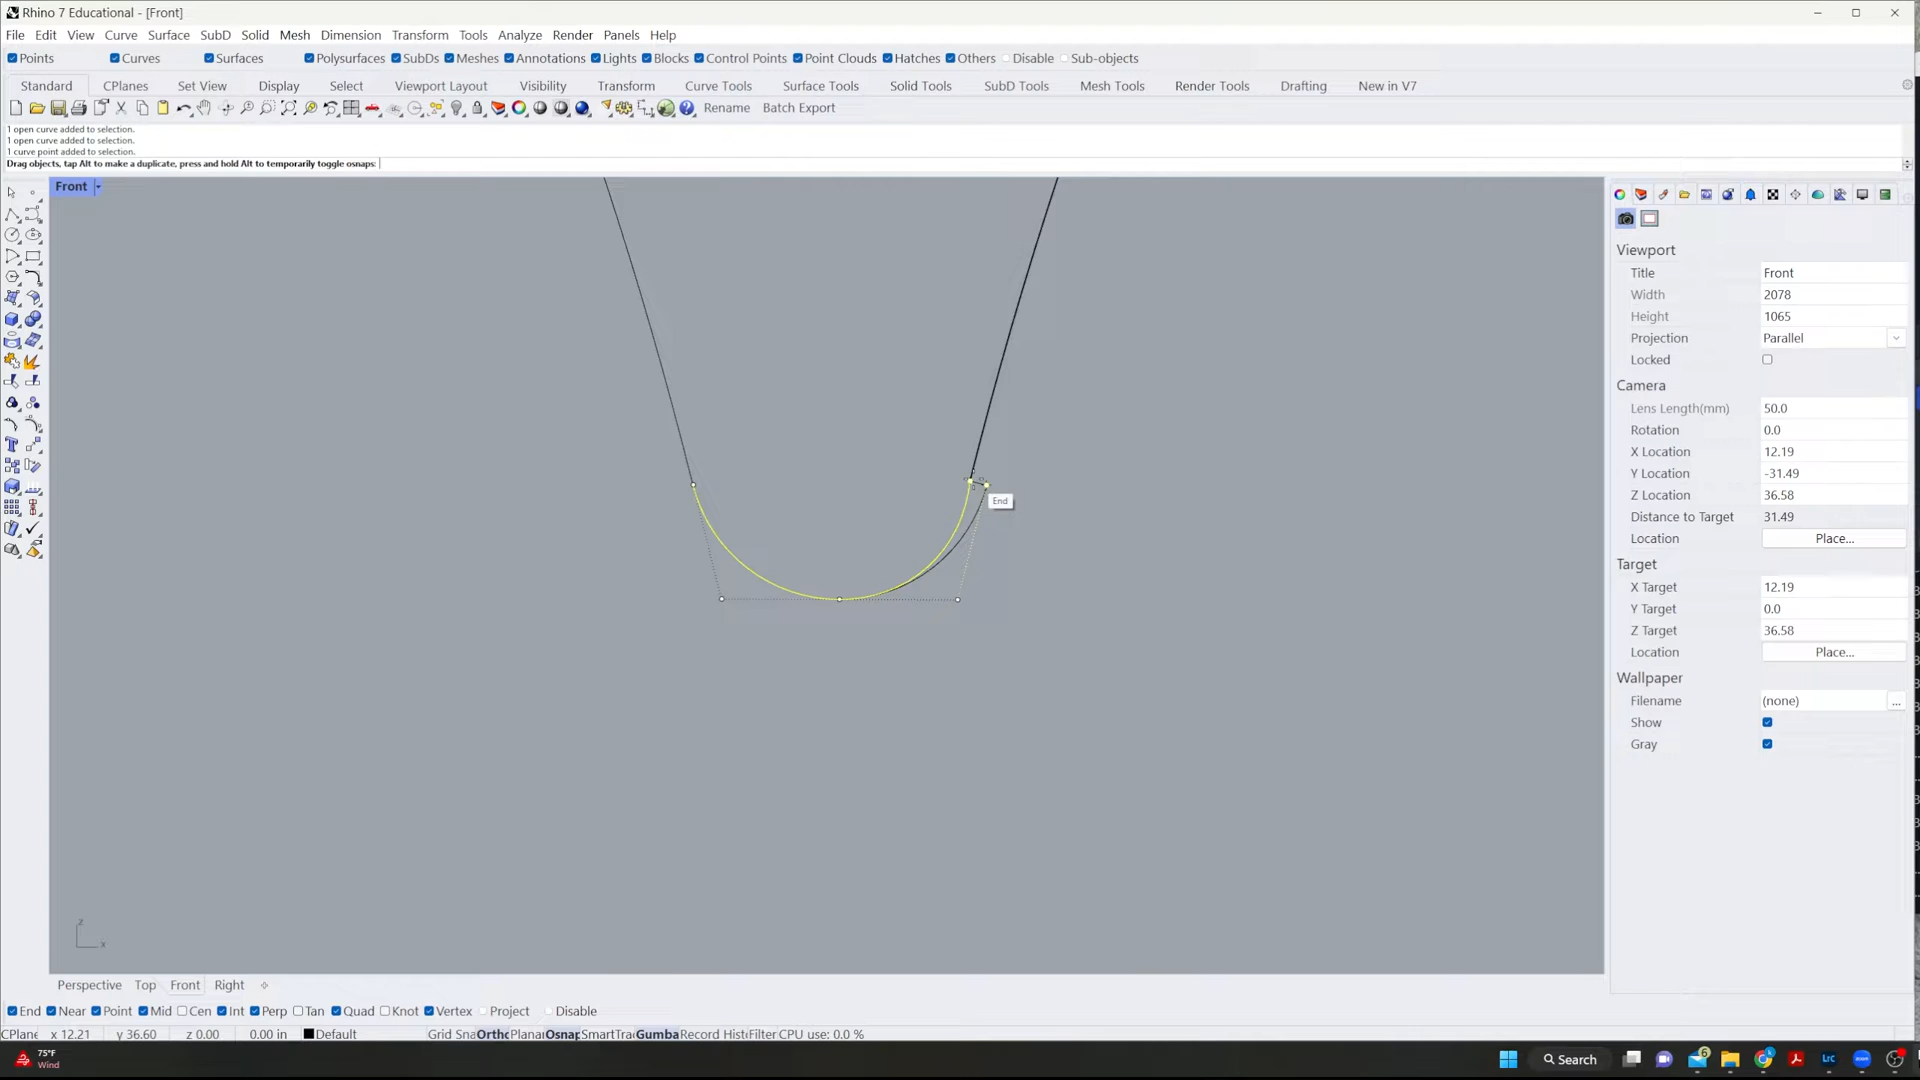 Rhino 7 Educational - [Front]
File Edit View Curve Surface SubD Solid Mesh Dimension Transform Tools Analyze Render Panels Help
Points Curves Surfaces Polysurfaces SubDs Meshes Annotations Lights Blocks Control Points Point Clouds Hatches Others Disable Sub-objects
Standard CPlanes Set View Display Select Viewport Layout Visibility Transform Curve Tools Surface Tools Solid Tools SubD Tools Mesh Tools Render Tools Drafting New in V7
Rename Batch Export
1 open curve added to selection.
1 open curve added to selection.
1 curve point added to selection.
Drag objects, tap Alt to make a duplicate, press and hold Alt to temporarily toggle osnaps:
Front
Viewport
Title Front
Width 2078
Height 1065
Projection Parallel
Locked
Camera
Lens Length(mm) 50.0
Rotation 0.0
X Location 12.19
Y Location -31.49
Z Location 36.58
Distance to Target 31.49
Location Place...
Target
X Target 12.19
Y Target 0.0
Z Target 36.58
Location Place...
Wallpaper
Filename (none) ...
Show
Gray
End
z
x
Perspective Top Front Right
End Near Point Mid Cen Int Perp Tan Quad Knot Vertex Project Disable
CPlane x 12.21 y 36.60 z 0.00 0.00 in Default Grid Sna Ortho Plana Osnap SmartTra Gumba Record Hist Filter CPU use: 0.0 %
75°F
Wind
Search
6
Lrc
zoom